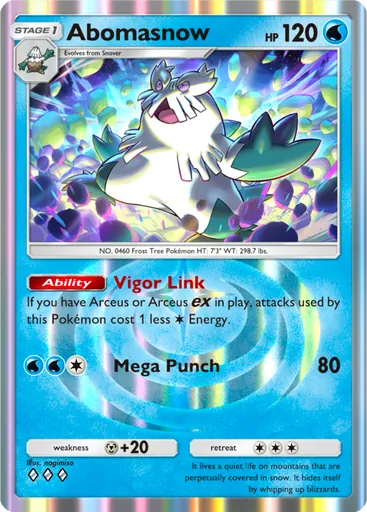 STAGE 1
Abomasnow
HP 120
Evolves from Snover
NO. 0460 Frost Tree Pokémon HT: 7'3" WT: 298.7 lbs.
Ability Vigor Link
If you have Arceus or Arceus ex in play, attacks used by
this Pokémon cost 1 less Energy.
Mega Punch 80
weakness +20
retreat
Illus. nogimiso
It lives a quiet life on mountains that are
perpetually covered in snow. It hides itself
by whipping up blizzards.